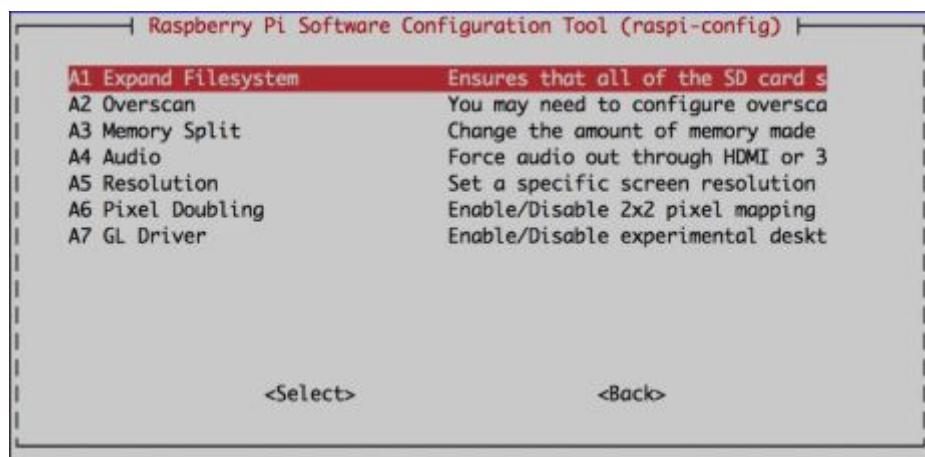 Raspberry Pi Software Configuration Tool (raspi-config)
A1 Expand Filesystem Ensures that all of the SD card s
A2 Overscan You may need to configure oversca
A3 Memory Split Change the amount of memory made
A4 Audio Force audio out through HDMI or 3
A5 Resolution Set a specific screen resolution
A6 Pixel Doubling Enable/Disable 2x2 pixel mapping
A7 GL Driver Enable/Disable experimental deskt
<Select> <Back>